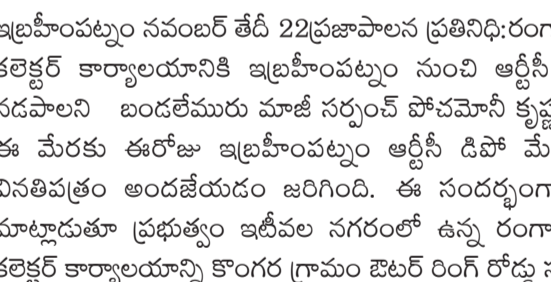 ఇబ్రహీంపట్నం నవంబర్ తేదీ 22ప్రజాపాలన ప్రతినిధి:రంగ
కలెక్టర్ కార్యాలయానికి ఇబ్రహీంపట్నం నుంచి ఆర్టీసీ
నడపాలని బండలేమురు మాజీ సర్పంచ్ పోచమోని కృష్ణ
ఈ మేరకు ఈరోజు ఇబ్రహీంపట్నం ఆర్టీసీ డిపో మే
వినతిపత్రం అందజేయడం జరిగింది. ఈ సందర్భంగ
మాట్లాడుతూ ప్రభుత్వం ఇటీవల నగరంలో ఉన్న రంగా
కలెక్టర్ కార్యాలయాన్ని కొంగర గ్రామం ఔటర్ రింగ్ రోడ్డు